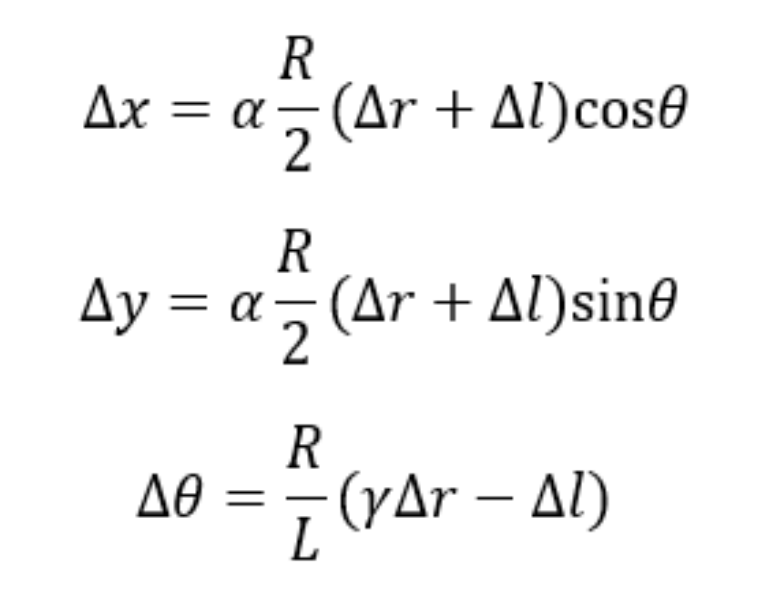 Δx = α R/2 (Δr + Δl)cosθ
Δy = α R/2 (Δr + Δl)sinθ
Δθ = R/L (γΔr − Δl)